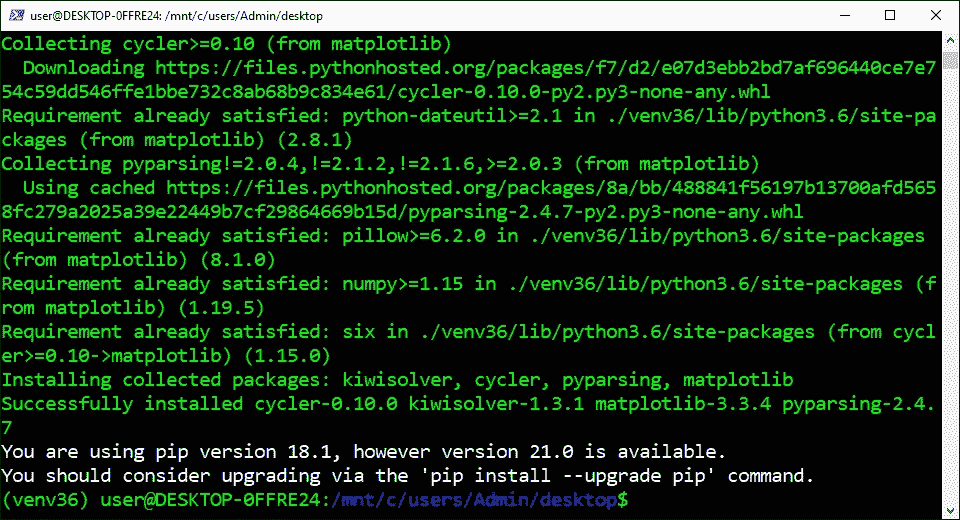 user@DESKTOP-0FFRE24: /mnt/c/users/Admin/desktop
Collecting cycler>=0.10 (from matplotlib)
  Downloading https://files.pythonhosted.org/packages/f7/d2/e07d3ebb2bd7af696440ce7e7
54c59dd546ffe1bbe732c8ab68b9c834e61/cycler-0.10.0-py2.py3-none-any.whl
Requirement already satisfied: python-dateutil>=2.1 in ./venv36/lib/python3.6/site-pa
ckages (from matplotlib) (2.8.1)
Collecting pyparsing!=2.0.4,!=2.1.2,!=2.1.6,>=2.0.3 (from matplotlib)
  Using cached https://files.pythonhosted.org/packages/8a/bb/488841f56197b13700afd565
8fc279a2025a39e22449b7cf29864669b15d/pyparsing-2.4.7-py2.py3-none-any.whl
Requirement already satisfied: pillow>=6.2.0 in ./venv36/lib/python3.6/site-packages
(from matplotlib) (8.1.0)
Requirement already satisfied: numpy>=1.15 in ./venv36/lib/python3.6/site-packages (f
rom matplotlib) (1.19.5)
Requirement already satisfied: six in ./venv36/lib/python3.6/site-packages (from cycl
er>=0.10->matplotlib) (1.15.0)
Installing collected packages: kiwisolver, cycler, pyparsing, matplotlib
Successfully installed cycler-0.10.0 kiwisolver-1.3.1 matplotlib-3.3.4 pyparsing-2.4.
7
You are using pip version 18.1, however version 21.0 is available.
You should consider upgrading via the 'pip install --upgrade pip' command.
(venv36) user@DESKTOP-0FFRE24:/mnt/c/users/Admin/desktop$